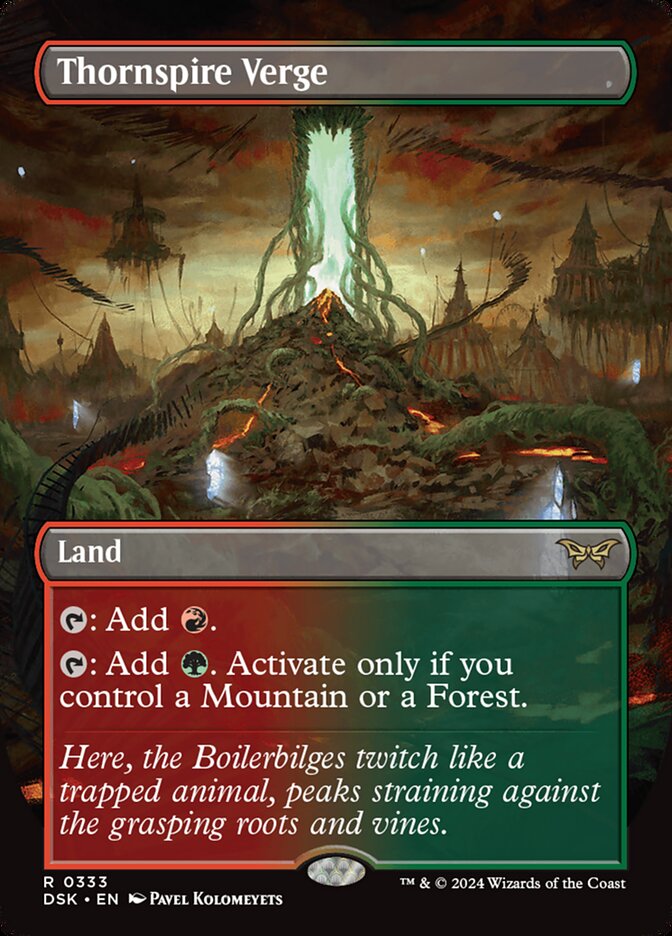 Thornspire Verge
Land
: Add .
: Add . Activate only if you
control a Mountain or a Forest.
Here, the Boilerbilges twitch like a
trapped animal, peaks straining against
the grasping roots and vines.
R 0333
DSK • EN Pavel Kolomeyets
™ & © 2024 Wizards of the Coast